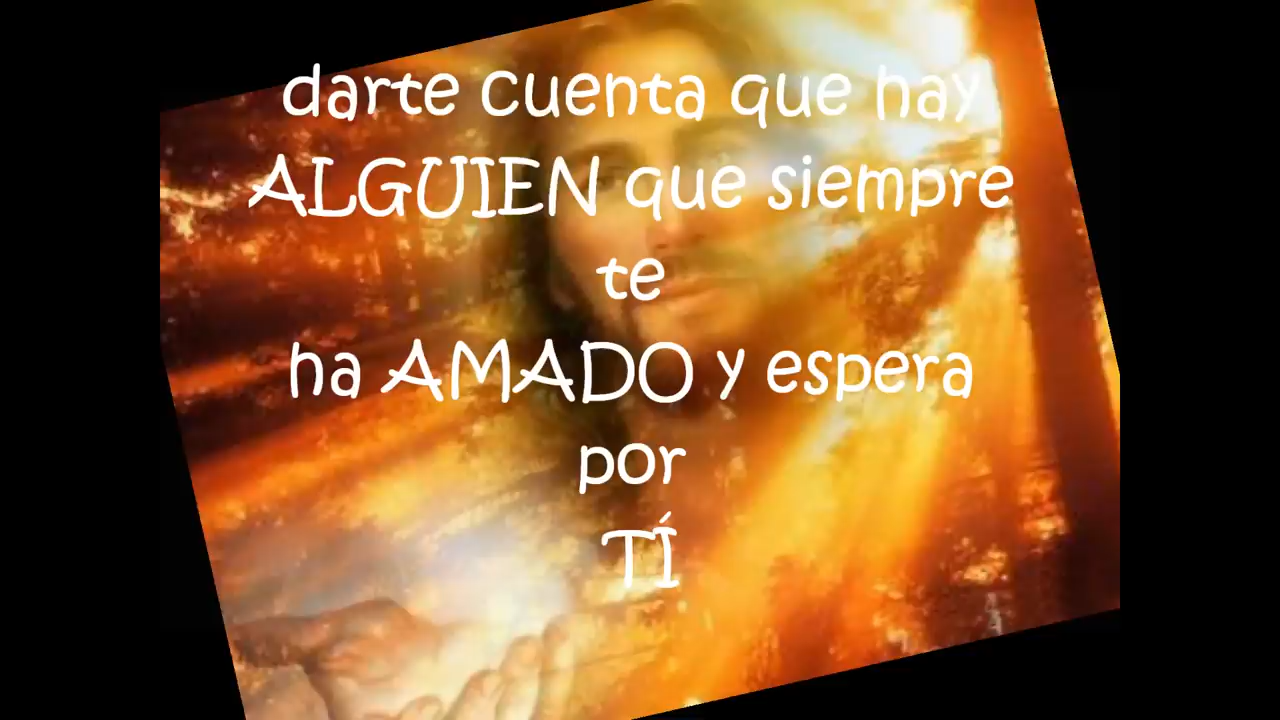 darte cuenta que hay
ALGUIEN que siempre
te
ha AMADO y espera
por
TÍ